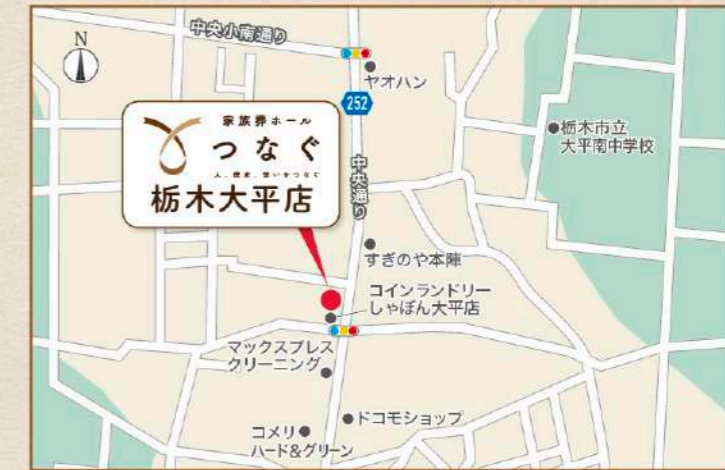 中央小南通り
N
ヤオハン
252
家族葬ホール
つなぐ
人、歴史、想いをつなぐ
栃木大平店
栃木市立
大平南中学校
中央通り
すぎのや本陣
コインランドリー
しゃぼん大平店
マックスプレス
クリーニング
ドコモショップ
コメリ
ハード&グリーン